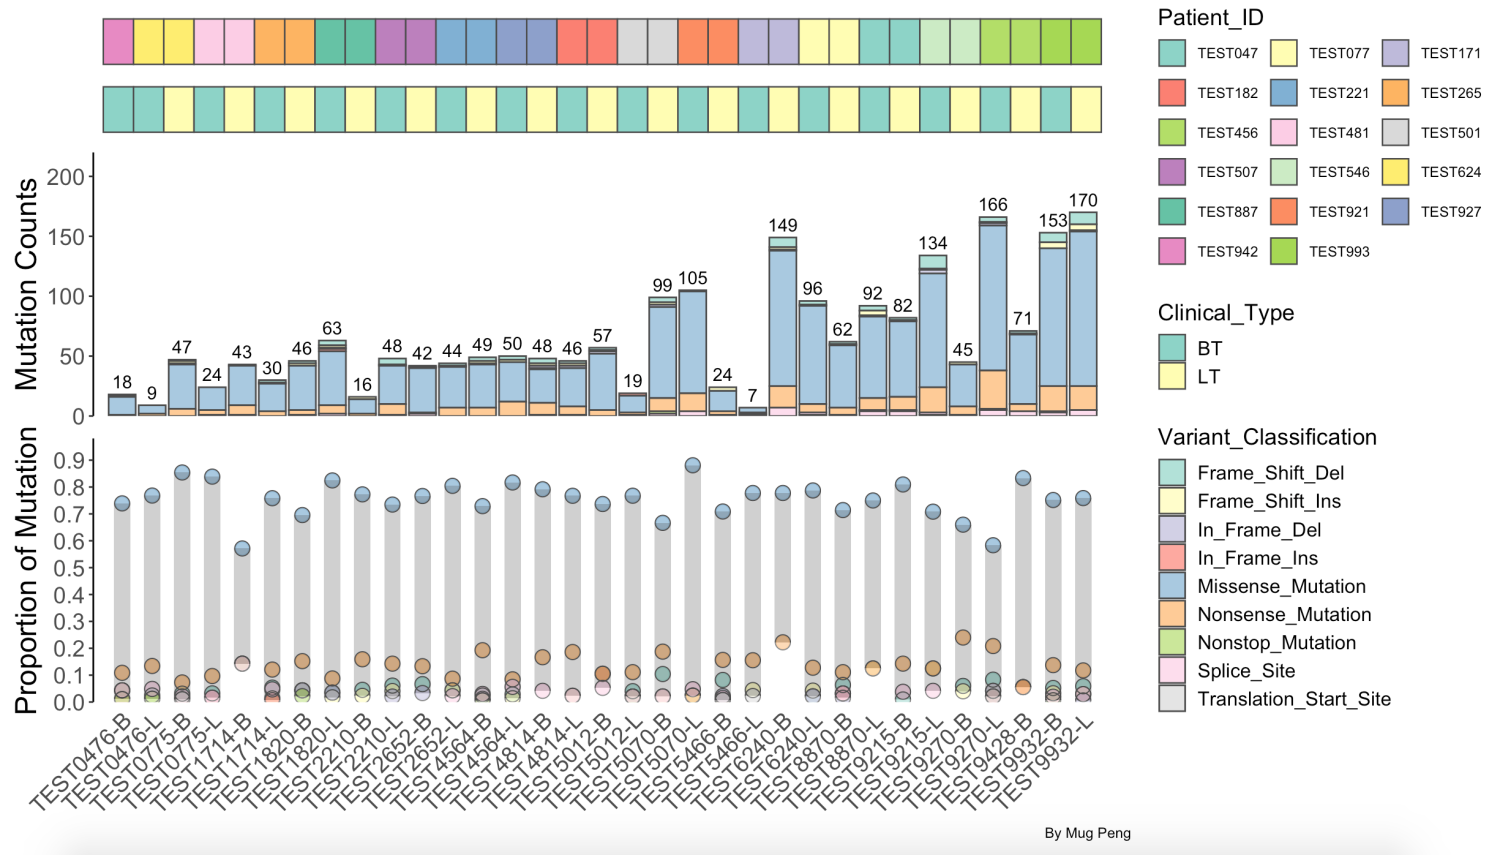 Mutation Counts
200
150
100
50
0
18
9
47
24
43
30
46
63
16
48
42
44
49
50
48
46
57
19
99
105
24
7
149
96
62
92
82
134
45
166
71
153
170
Proportion of Mutation
0.9
0.8
0.7
0.6
0.5
0.4
0.3
0.2
0.1
0.0
TEST0476-B
TEST0476-L
TEST0775-B
TEST0775-L
TEST1714-B
TEST1714-L
TEST1820-B
TEST1820-L
TEST2210-B
TEST2210-L
TEST2652-B
TEST2652-L
TEST4564-B
TEST4564-L
TEST4814-B
TEST4814-L
TEST5012-B
TEST5012-L
TEST5070-B
TEST5070-L
TEST5466-B
TEST5466-L
TEST6240-B
TEST6240-L
TEST8870-B
TEST8870-L
TEST9215-B
TEST9215-L
TEST9270-B
TEST9270-L
TEST9428-B
TEST9932-B
TEST9932-L
Patient_ID
TEST047 TEST077 TEST171
TEST182 TEST221 TEST265
TEST456 TEST481 TEST501
TEST507 TEST546 TEST624
TEST887 TEST921 TEST927
TEST942 TEST993
Clinical_Type
BT
LT
Variant_Classification
Frame_Shift_Del
Frame_Shift_Ins
In_Frame_Del
In_Frame_Ins
Missense_Mutation
Nonsense_Mutation
Nonstop_Mutation
Splice_Site
Translation_Start_Site
By Mug Peng